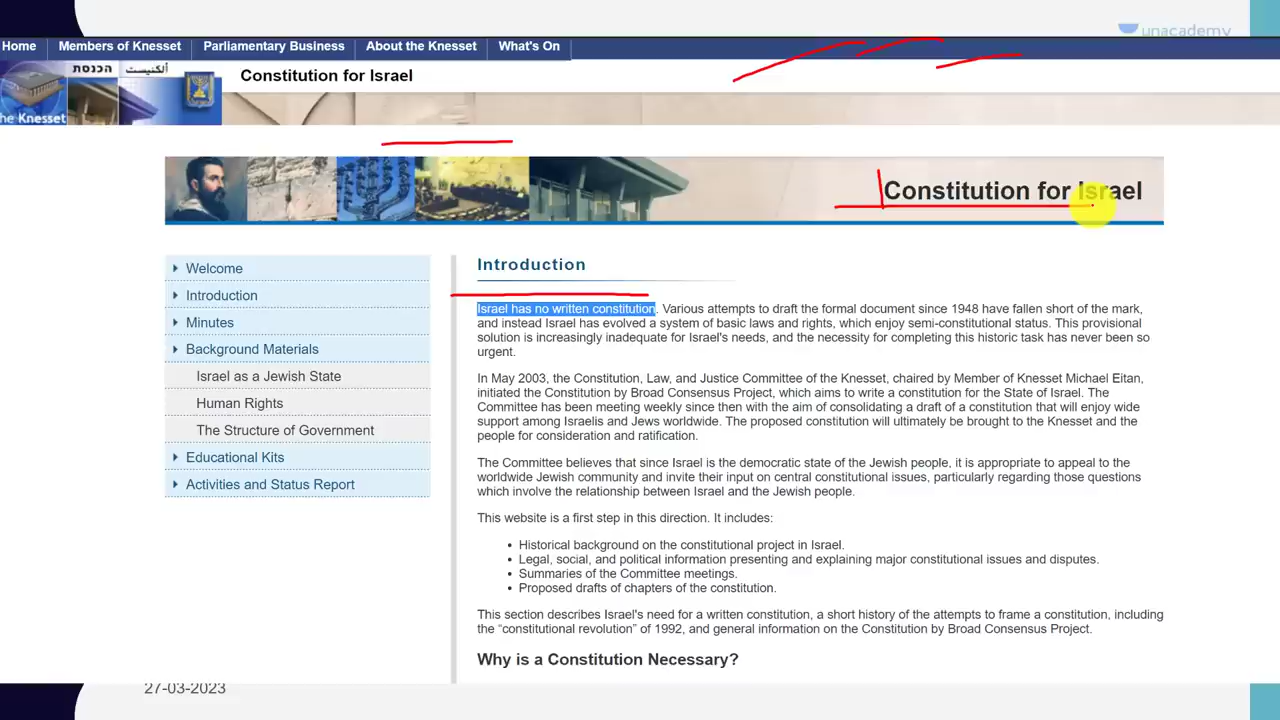 unacademy
Home Members of Knesset Parliamentary Business About the Knesset What's On
הכנסת الكنيست
Constitution for Israel
he Knesset
Constitution for Israel
Welcome
Introduction
Minutes
Background Materials
Israel as a Jewish State
Human Rights
The Structure of Government
Educational Kits
Activities and Status Report
Introduction
Israel has no written constitution. Various attempts to draft the formal document since 1948 have fallen short of the mark,
and instead Israel has evolved a system of basic laws and rights, which enjoy semi-constitutional status. This provisional
solution is increasingly inadequate for Israel's needs, and the necessity for completing this historic task has never been so
urgent.
In May 2003, the Constitution, Law, and Justice Committee of the Knesset, chaired by Member of Knesset Michael Eitan,
initiated the Constitution by Broad Consensus Project, which aims to write a constitution for the State of Israel. The
Committee has been meeting weekly since then with the aim of consolidating a draft of a constitution that will enjoy wide
support among Israelis and Jews worldwide. The proposed constitution will ultimately be brought to the Knesset and the
people for consideration and ratification.
The Committee believes that since Israel is the democratic state of the Jewish people, it is appropriate to appeal to the
worldwide Jewish community and invite their input on central constitutional issues, particularly regarding those questions
which involve the relationship between Israel and the Jewish people.
This website is a first step in this direction. It includes:
• Historical background on the constitutional project in Israel.
• Legal, social, and political information presenting and explaining major constitutional issues and disputes.
• Summaries of the Committee meetings.
• Proposed drafts of chapters of the constitution.
This section describes Israel's need for a written constitution, a short history of the attempts to frame a constitution, including
the “constitutional revolution” of 1992, and general information on the Constitution by Broad Consensus Project.
Why is a Constitution Necessary?
27-03-2023